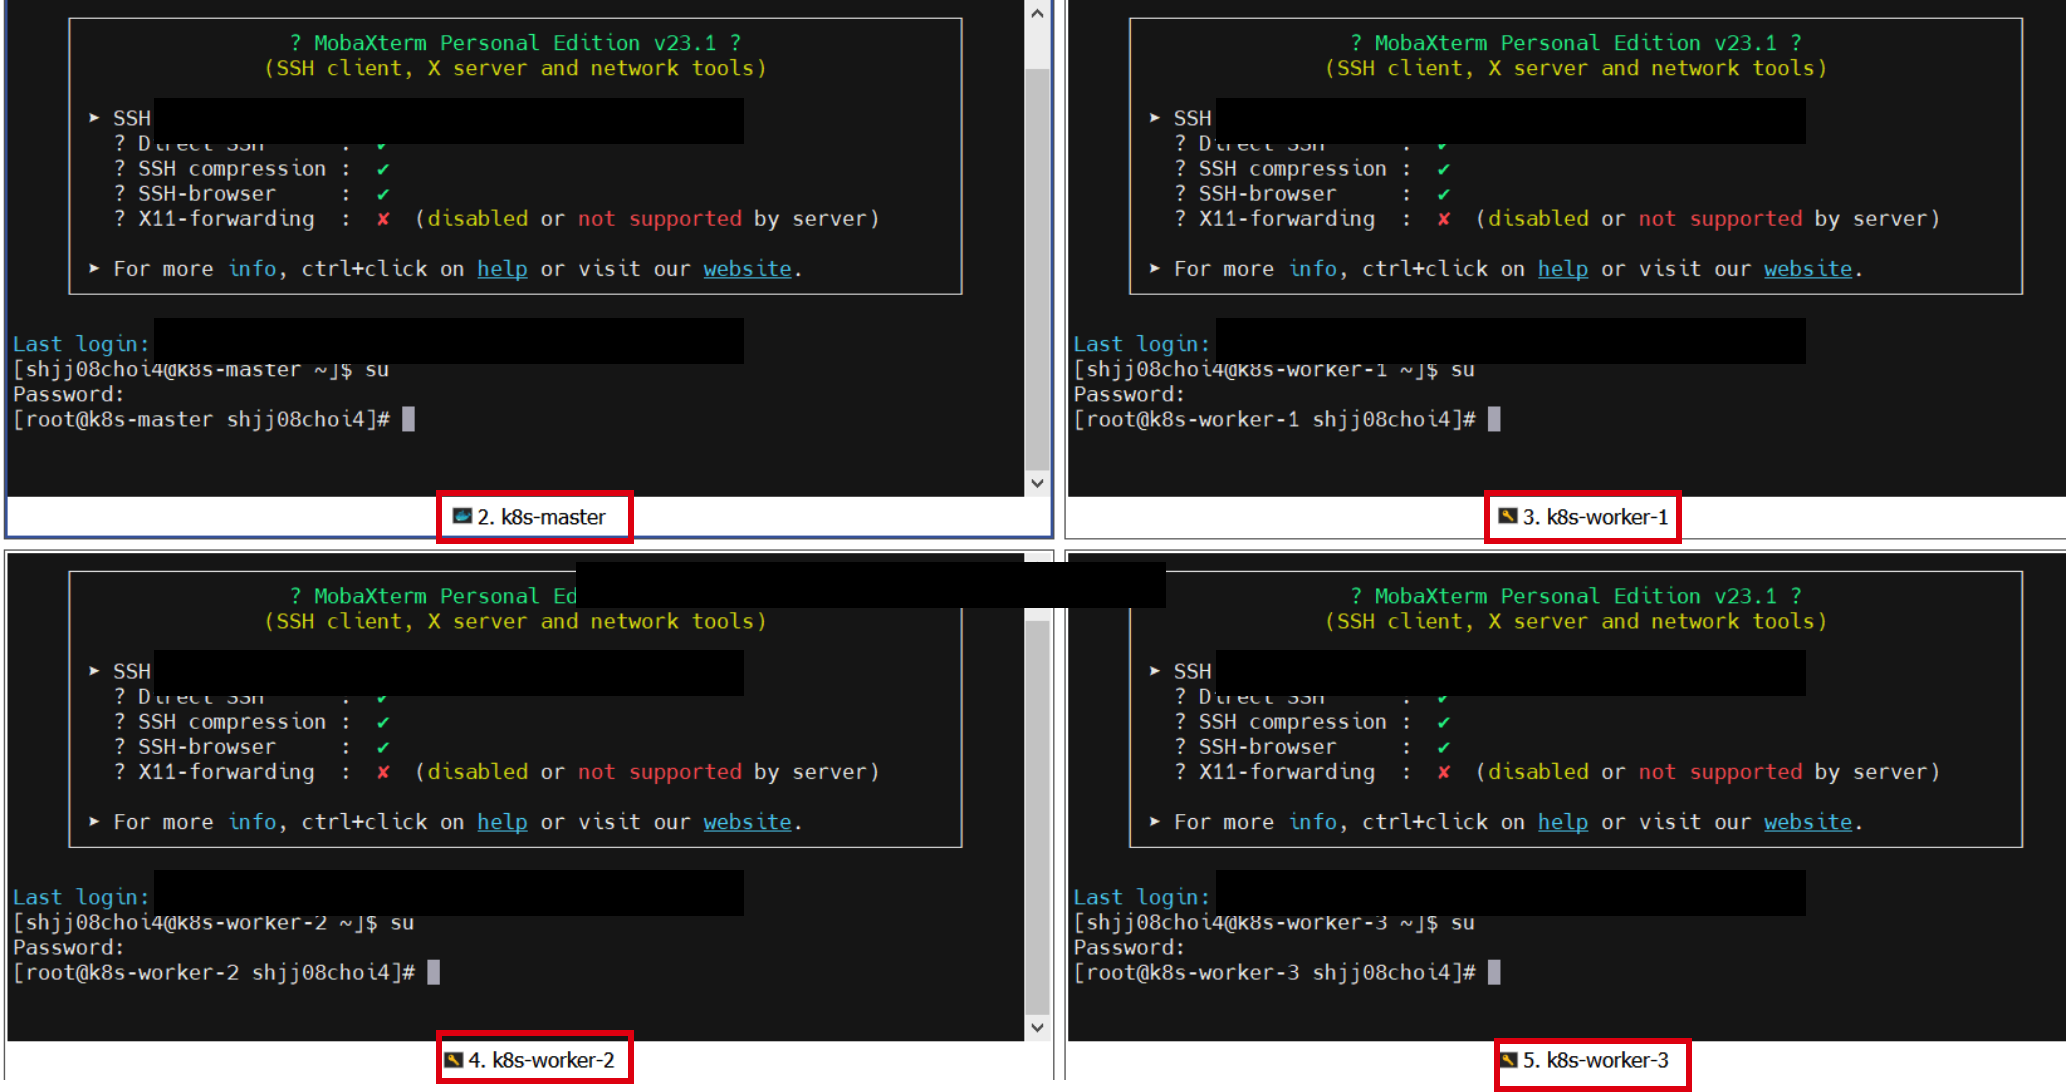 ? MobaXterm Personal Edition v23.1 ?
(SSH client, X server and network tools)
➤ SSH
? Direct SSH : ✔
? SSH compression : ✔
? SSH-browser : ✔
? X11-forwarding : ✘ (disabled or not supported by server)
➤ For more info, ctrl+click on help or visit our website.
Last login:
[shjj08choi4@k8s-master ~]$ su
Password:
[root@k8s-master shjj08choi4]#
2. k8s-master
? MobaXterm Personal Edition v23.1 ?
(SSH client, X server and network tools)
➤ SSH
? Direct SSH : ✔
? SSH compression : ✔
? SSH-browser : ✔
? X11-forwarding : ✘ (disabled or not supported by server)
➤ For more info, ctrl+click on help or visit our website.
Last login:
[shjj08choi4@k8s-worker-1 ~]$ su
Password:
[root@k8s-worker-1 shjj08choi4]#
3. k8s-worker-1
? MobaXterm Personal Ed
(SSH client, X server and network tools)
➤ SSH
? Direct SSH : ✔
? SSH compression : ✔
? SSH-browser : ✔
? X11-forwarding : ✘ (disabled or not supported by server)
➤ For more info, ctrl+click on help or visit our website.
Last login:
[shjj08choi4@k8s-worker-2 ~]$ su
Password:
[root@k8s-worker-2 shjj08choi4]#
4. k8s-worker-2
? MobaXterm Personal Edition v23.1 ?
(SSH client, X server and network tools)
➤ SSH
? Direct SSH : ✔
? SSH compression : ✔
? SSH-browser : ✔
? X11-forwarding : ✘ (disabled or not supported by server)
➤ For more info, ctrl+click on help or visit our website.
Last login:
[shjj08choi4@k8s-worker-3 ~]$ su
Password:
[root@k8s-worker-3 shjj08choi4]#
5. k8s-worker-3